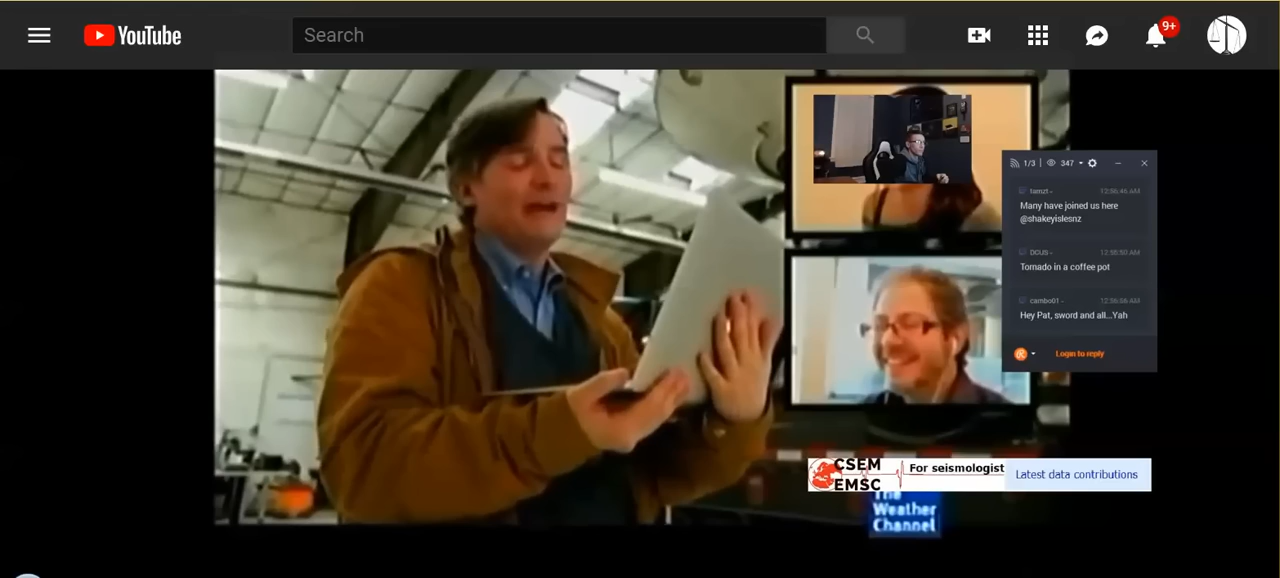 YouTube
Search
9+
1/3 | 347
tamzt -
12:56:46 AM
Many have joined us here
@shakeyislesnz
DCUS -
12:55:50 AM
Tornado in a coffee pot
cambo01 -
12:56:06 AM
Hey Pat, sword and all...Yah
Login to reply
CSEM
EMSC
For seismologist
Latest data contributions
The
Weather
Channel